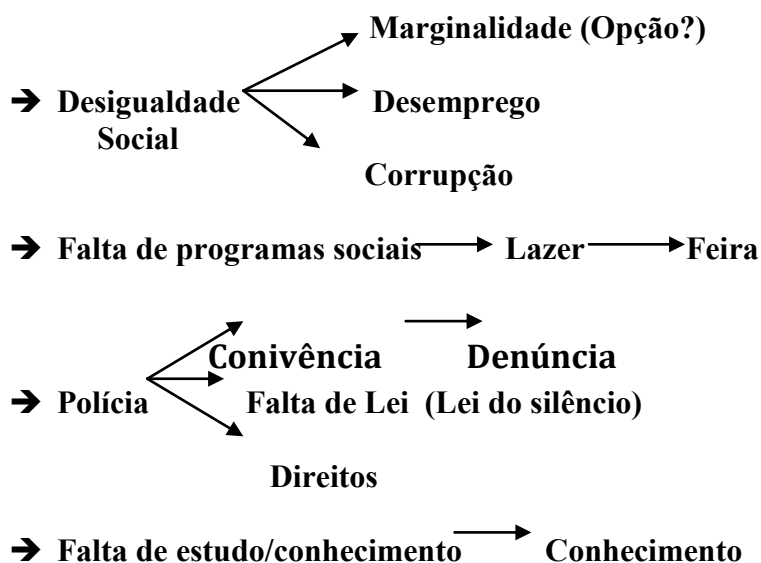 Marginalidade (Opção?)
➔ Desigualdade Desemprego
Social
Corrupção
➔ Falta de programas sociais Lazer Feira
Conivência Denúncia
➔ Polícia Falta de Lei (Lei do silêncio)
Direitos
➔ Falta de estudo/conhecimento Conhecimento